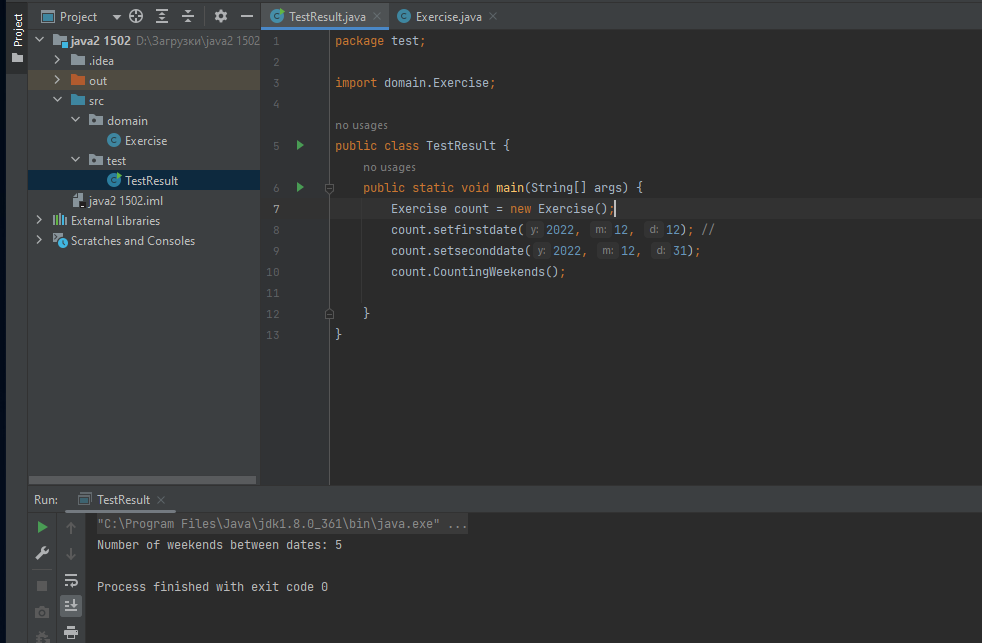 Project
TestResult.java
Exercise.java
Project
java2 1502 D:\Загрузки\java2 1502
.idea
out
src
domain
Exercise
test
TestResult
java2 1502.iml
External Libraries
Scratches and Consoles
1 package test;
2
3 import domain.Exercise;
4
no usages
5 public class TestResult {
no usages
6 public static void main(String[] args) {
7 Exercise count = new Exercise();
8 count.setfirstdate( y: 2022, m: 12, d: 12); //
9 count.setseconddate( y: 2022, m: 12, d: 31);
10 count.CountingWeekends();
11
12 }
13 }
Run: TestResult
"C:\Program Files\Java\jdk1.8.0_361\bin\java.exe" ...
Number of weekends between dates: 5
Process finished with exit code 0